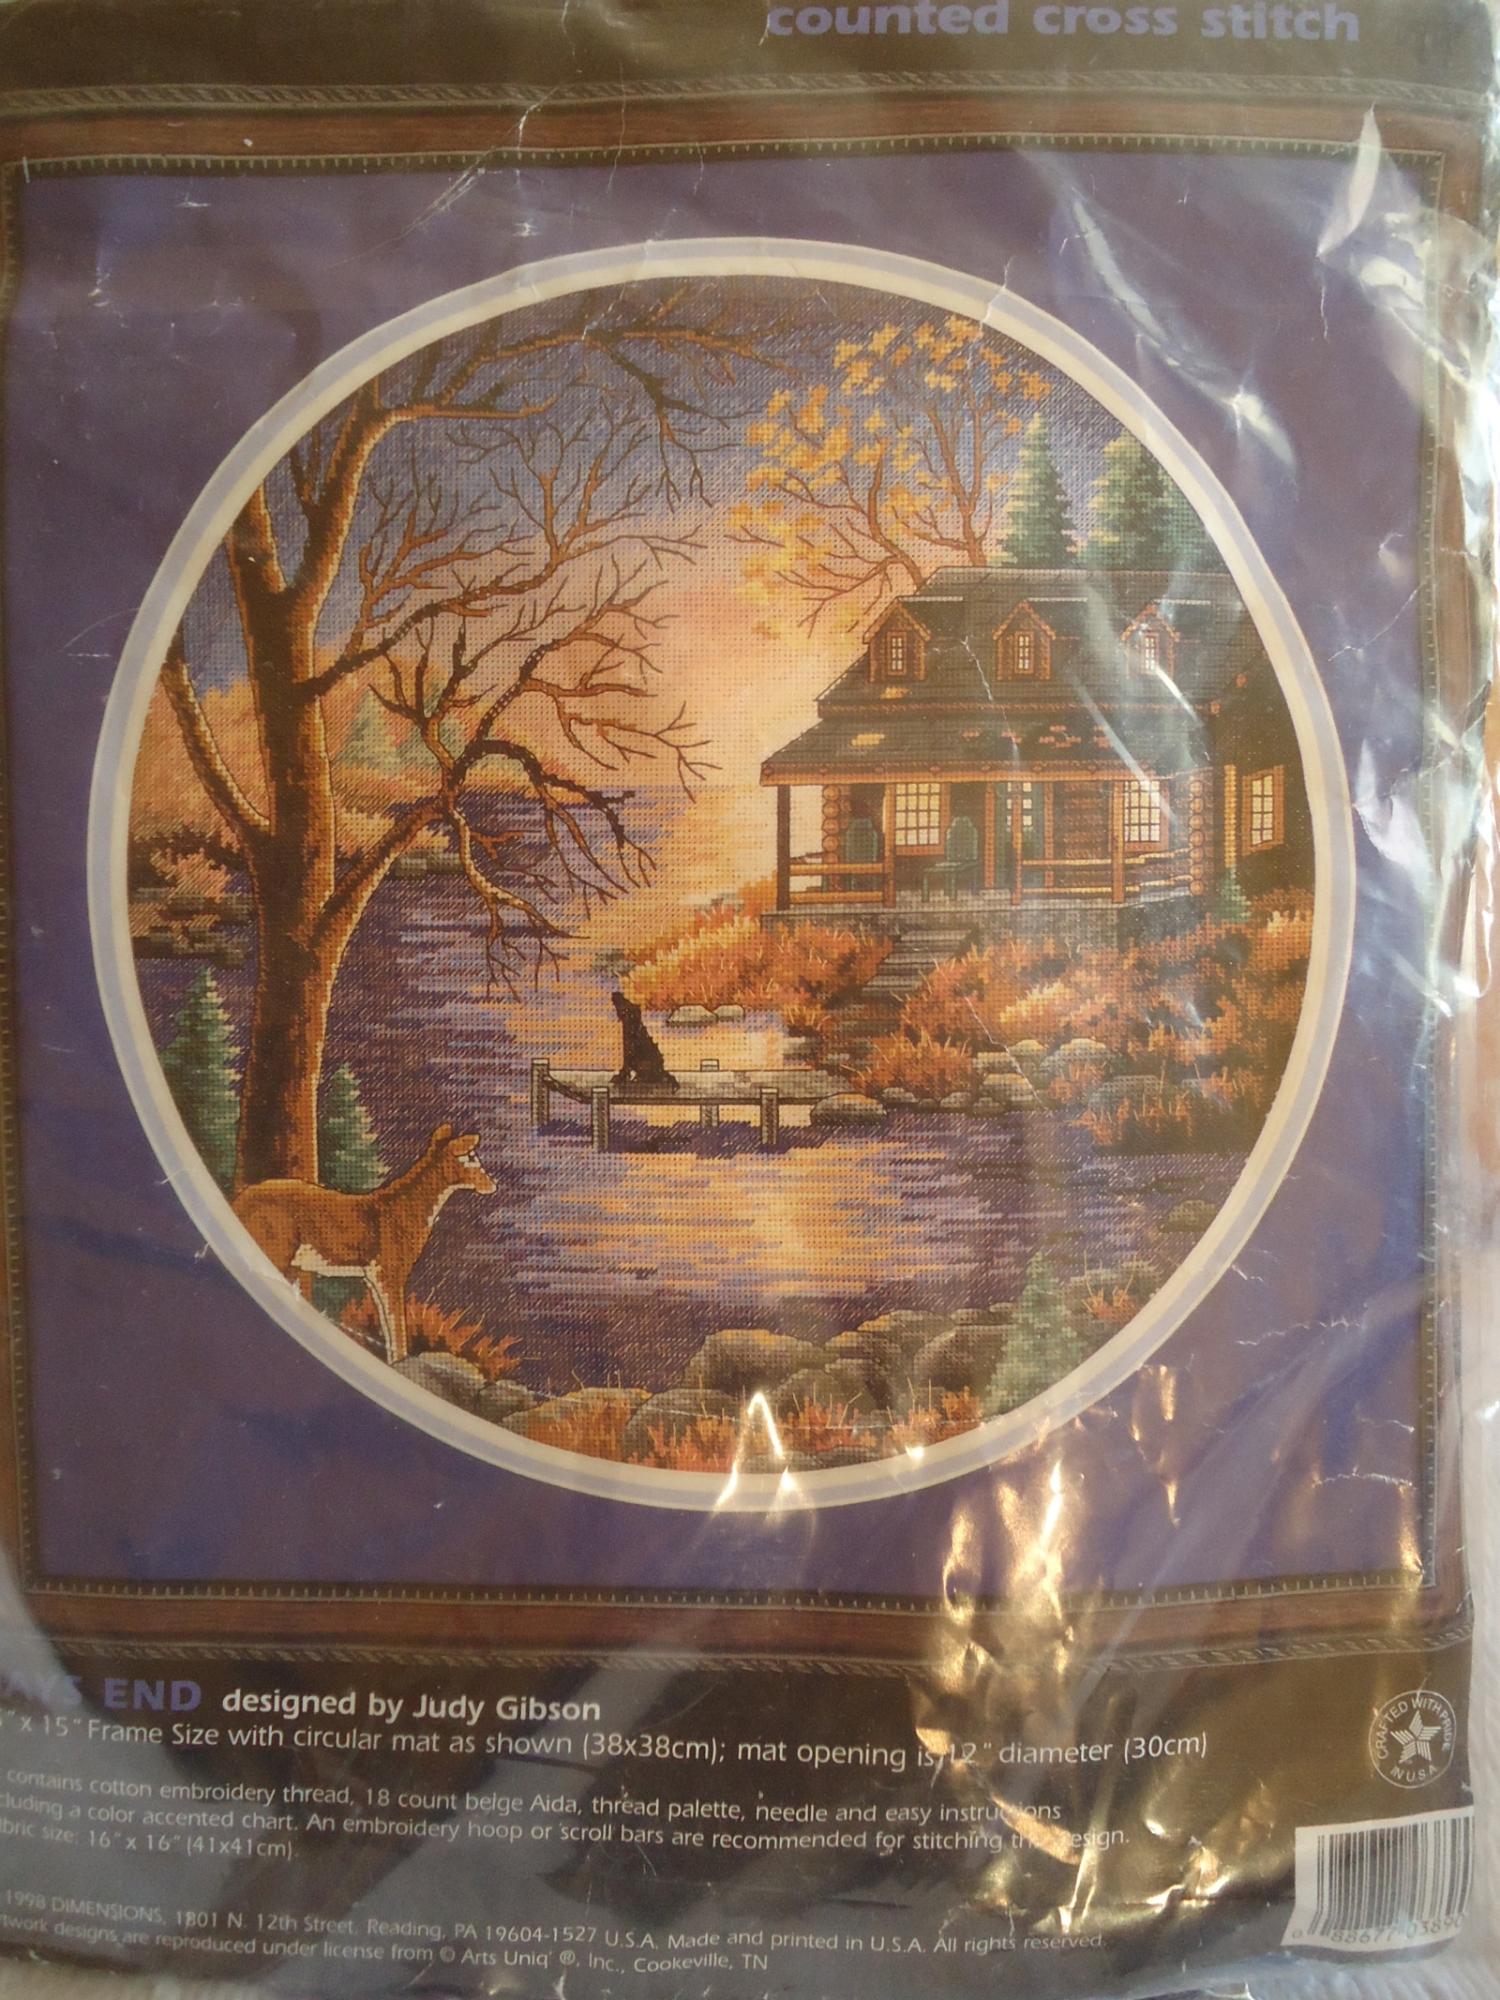 counted cross stitch
END designed by Judy Gibson
" x 15" Frame Size with circular mat as shown (38x38cm); mat opening is 12" diameter (30cm)
contains cotton embroidery thread, 18 count beige Aida, thread palette, needle and easy instructions
cluding a color accented chart. An embroidery hoop or scroll bars are recommended for stitching
bric size: 16" x 16" (41x41cm).
1998 DIMENSIONS, 1801 N. 12th Street, Reading, PA 19604-1527 U.S.A. Made and printed in U.S.A. All rights reserved.
twork designs are reproduced under license from © Arts Uniq' ®, Inc., Cookeville, TN
CRAFTED WITH PRIDE IN U.S.A.
0 88677 03890